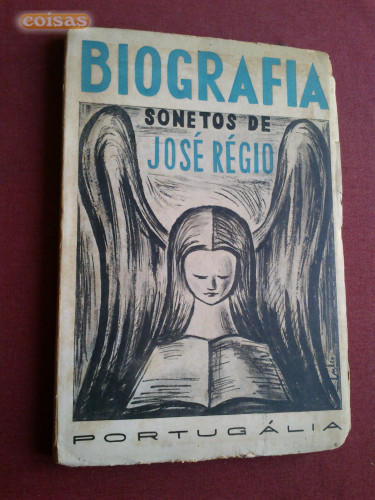 coisas
BIOGRAFIA
SONETOS DE
JOSÉ RÉGIO
PORTUGÁLIA